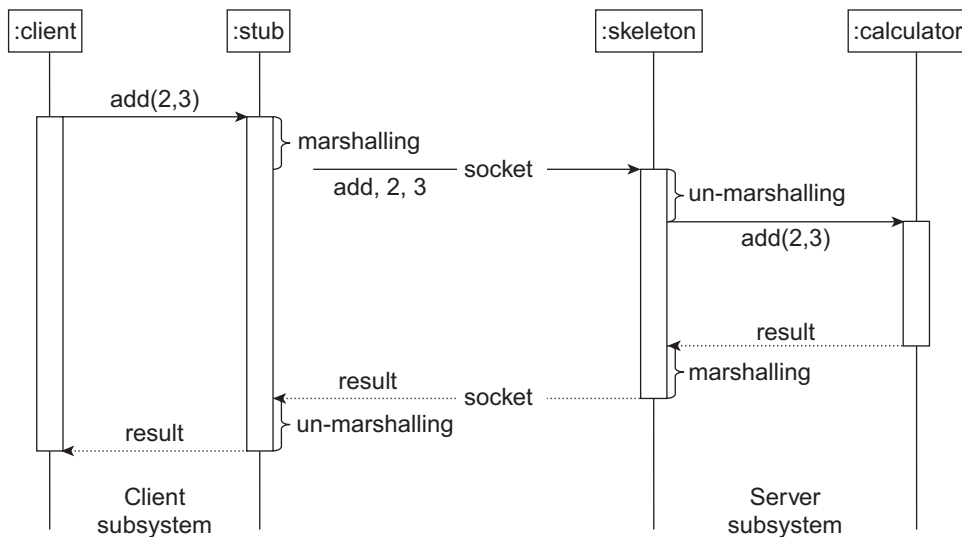 :client
:stub
:skeleton
:calculator
add(2,3)
marshalling
socket
add, 2, 3
un-marshalling
add(2,3)
result
marshalling
result
socket
un-marshalling
result
Client
subsystem
Server
subsystem